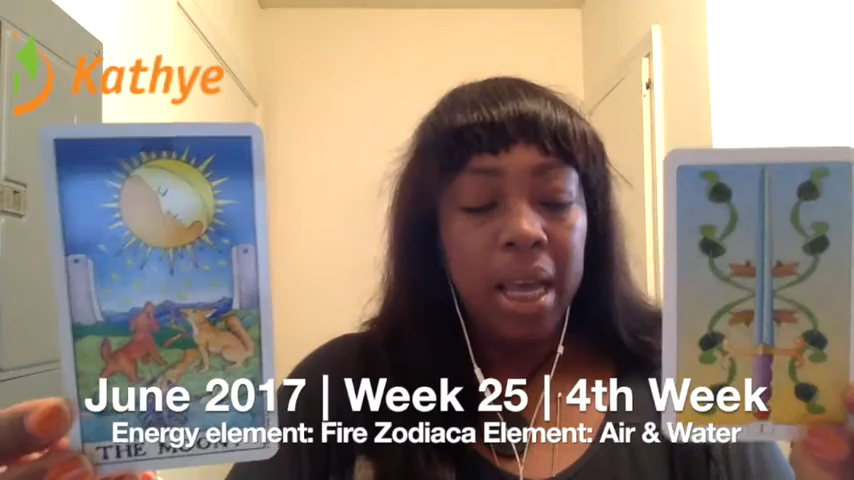 Kathye
June 2017 | Week 25 | 4th Week
Energy element: Fire Zodiaca Element: Air & Water
THE MOON
I